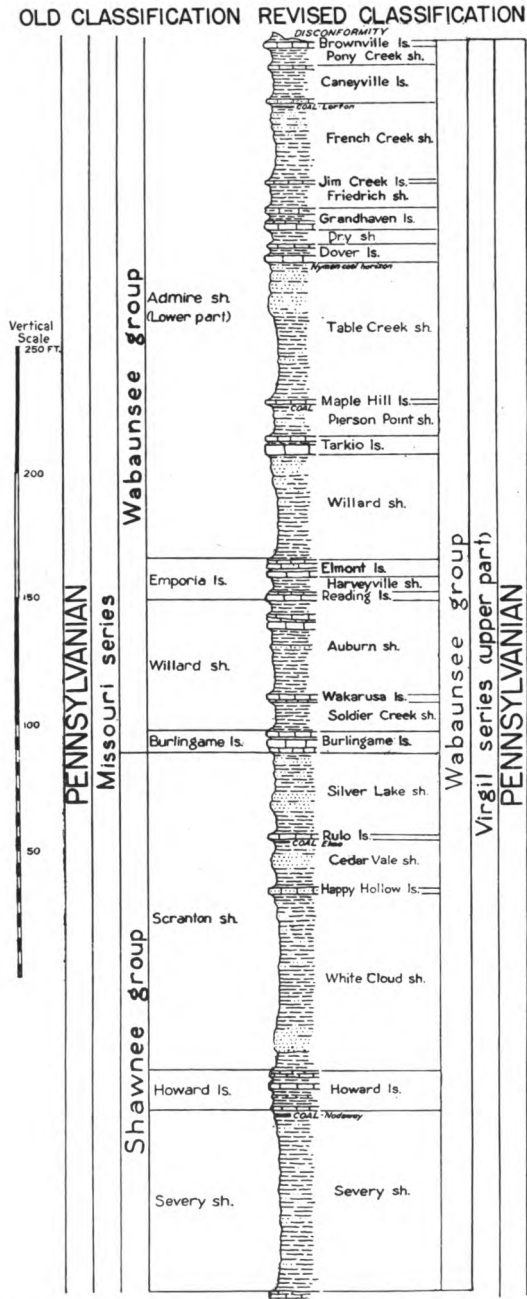 OLD CLASSIFICATION REVISED CLASSIFICATION
DISCONFORMITY
Brownville ls.
Pony Creek sh.
Caneyville ls.
COAL-Lorton
French Creek sh.
Jim Creek ls.
Friedrich sh.
Grandhaven ls.
Dry sh
Dover ls.
Nyman coal horizon
Admire sh.
(Lower part)
Table Creek sh.
Maple Hill ls.
COAL
Pierson Point sh.
Tarkio ls.
Willard sh.
Elmont ls.
Emporia ls.
Harveyville sh.
Reading ls.
Willard sh.
Auburn sh.
Wakarusa ls.
Soldier Creek sh.
Burlingame ls.
Burlingame ls.
Silver Lake sh.
Rulo ls.
COAL Elmo
Cedar Vale sh.
Happy Hollow ls.
Scranton sh.
White Cloud sh.
Howard ls.
Howard ls.
COAL-Nodaway
Severy sh.
Severy sh.
Vertical
Scale
250 FT.
200
150
100
50
PENNSYLVANIAN
Missouri series
Wabaunsee group
Shawnee group
Wabaunsee group
Virgil series (upper part)
PENNSYLVANIAN